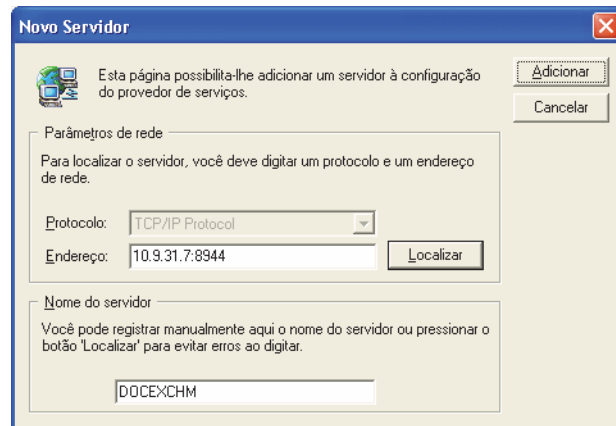 Novo Servidor
Esta página possibilita-lhe adicionar um servidor à configuração
do provedor de serviços.
Adicionar
Cancelar
Parâmetros de rede
Para localizar o servidor, você deve digitar um protocolo e um endereço
de rede.
Protocolo: TCP/IP Protocol
Endereço: 10.9.31.7:8944 Localizar
Nome do servidor
Você pode registrar manualmente aqui o nome do servidor ou pressionar o
botão 'Localizar' para evitar erros ao digitar.
DOCEXCHM